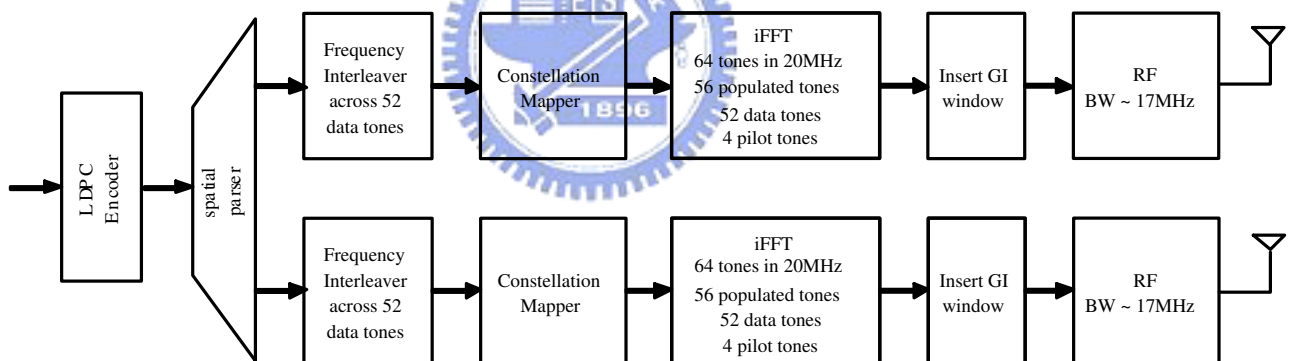 LDPC
Encoder
spatial
parser
Frequency
Interleaver
across 52
data tones
Constellation
Mapper
iFFT
64 tones in 20MHz
56 populated tones
52 data tones
4 pilot tones
Insert GI
window
RF
BW ~ 17MHz
1896
Frequency
Interleaver
across 52
data tones
Constellation
Mapper
iFFT
64 tones in 20MHz
56 populated tones
52 data tones
4 pilot tones
Insert GI
window
RF
BW ~ 17MHz